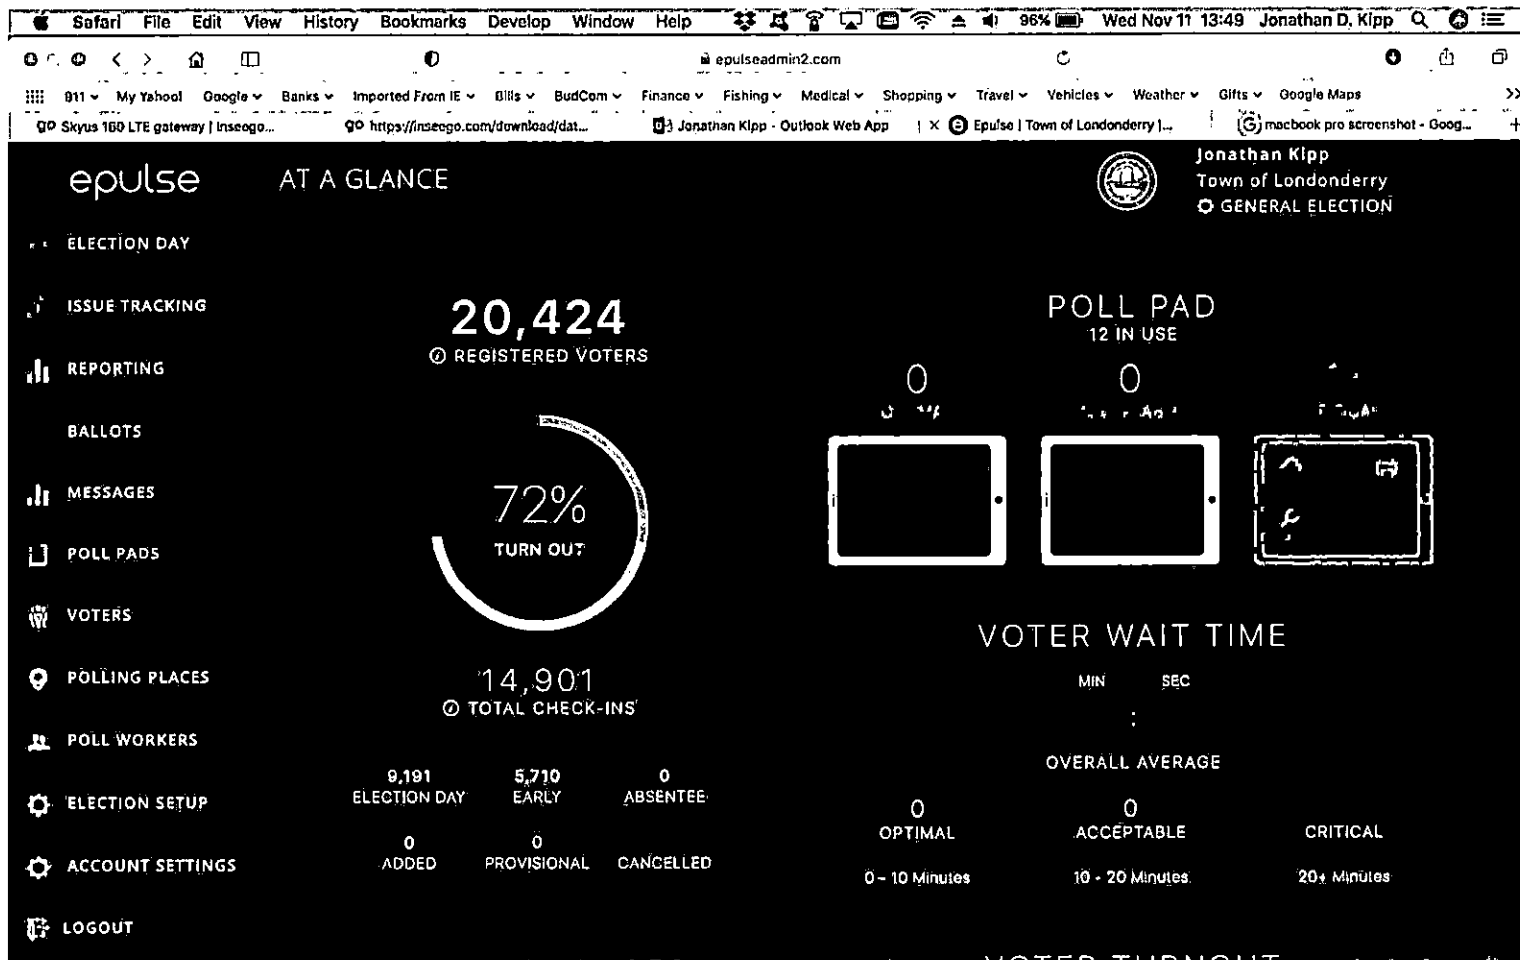 Safari File Edit View History Bookmarks Develop Window Help 96% Wed Nov 11 13:49 Jonathan D. Kipp
epulseadmin2.com
911 My Yahoo! Google Banks Imported From IE Bills BudCom Finance Fishing Medical Shopping Travel Vehicles Weather Gifts Google Maps
Skyus 160 LTE gateway | Inseego... https://inseego.com/download/dat... Jonathan Kipp - Outlook Web App Epulse | Town of Londonderry |... macbook pro screenshot - Goog...
epulse AT A GLANCE
Jonathan Kipp
Town of Londonderry
GENERAL ELECTION
ELECTION DAY
ISSUE TRACKING
REPORTING
BALLOTS
MESSAGES
POLL PADS
VOTERS
POLLING PLACES
POLL WORKERS
ELECTION SETUP
ACCOUNT SETTINGS
LOGOUT
20,424
REGISTERED VOTERS
72%
TURN OUT
14,901
TOTAL CHECK-INS
9,191 5,710 0
ELECTION DAY EARLY ABSENTEE
0 0
ADDED PROVISIONAL CANCELLED
POLL PAD
12 IN USE
0 0
VOTER WAIT TIME
MIN SEC
:
OVERALL AVERAGE
0 0
OPTIMAL ACCEPTABLE CRITICAL
0 - 10 Minutes 10 - 20 Minutes 20+ Minutes
VOTER TURNOUT